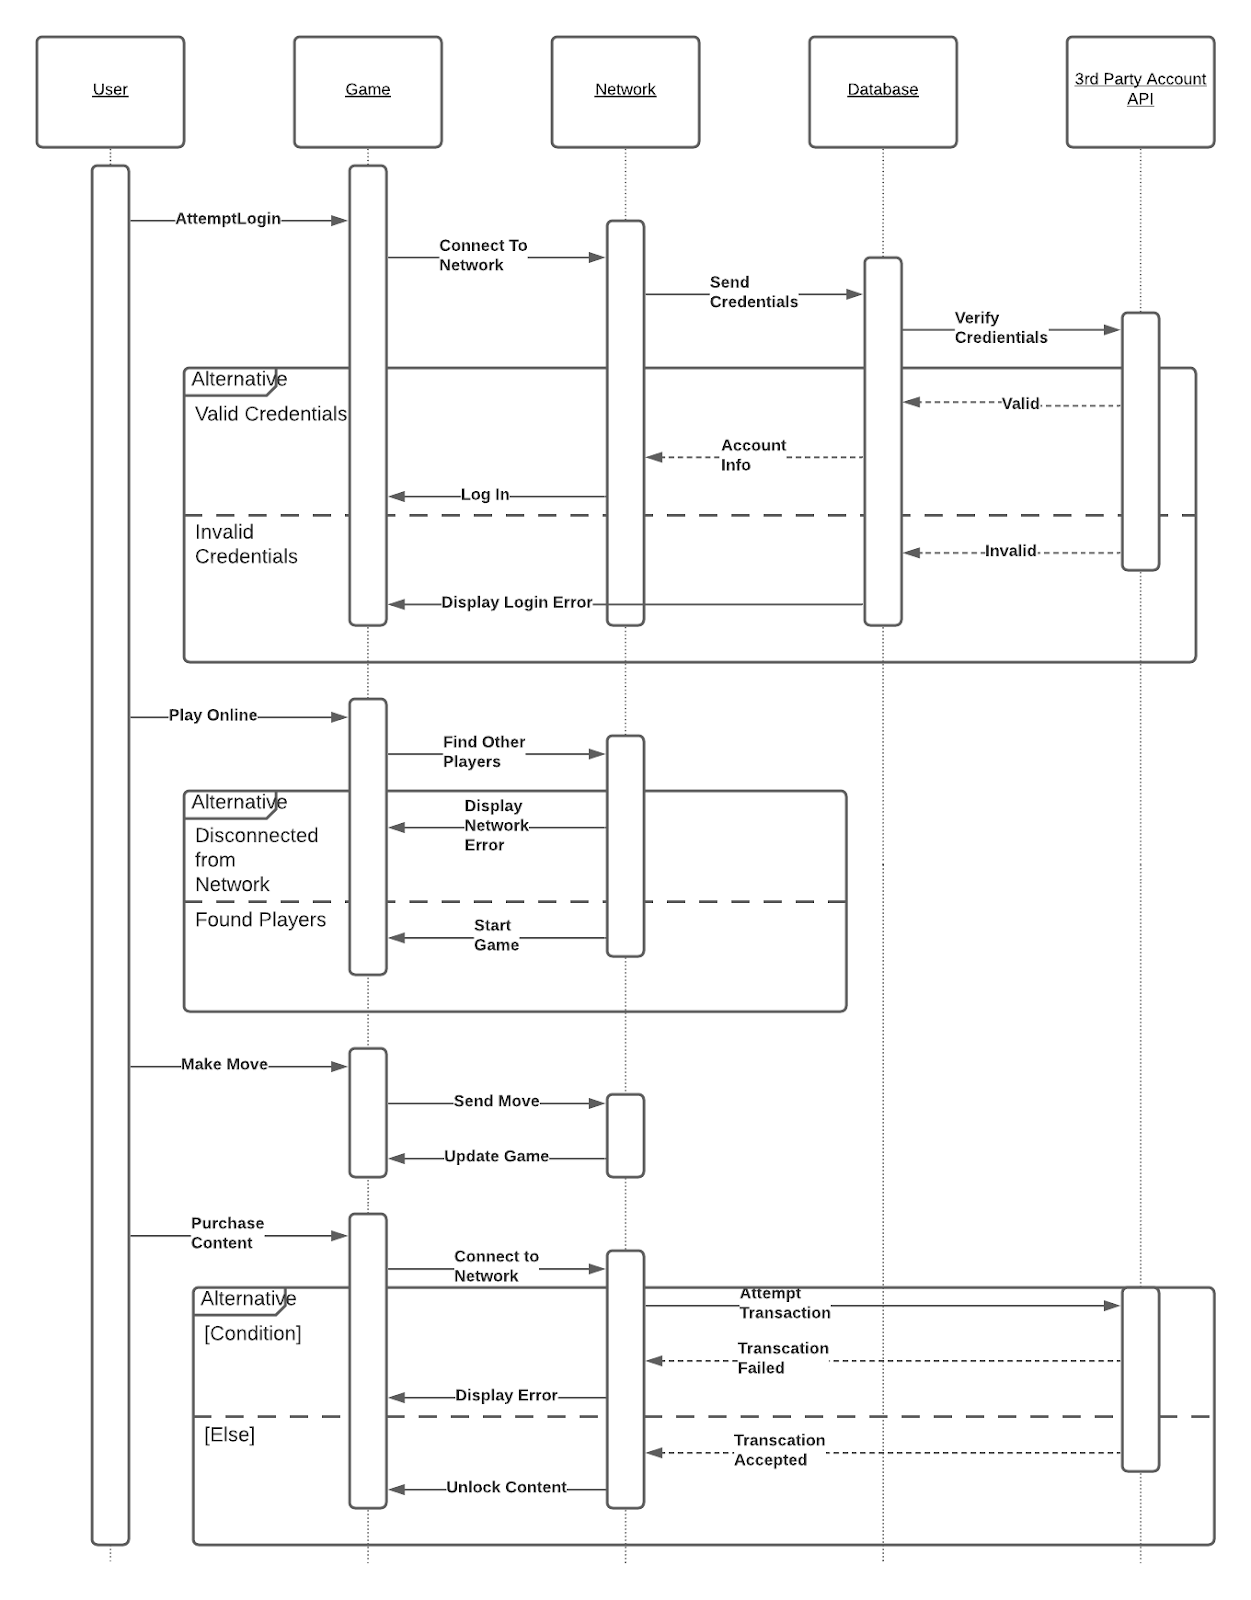 User
Game
Network
Database
3rd Party Account
API
AttemptLogin
Connect To
Network
Send
Credentials
Verify
Credientials
Alternative
Valid Credentials
Valid
Account
Info
Log In
Invalid
Credentials
Invalid
Display Login Error
Play Online
Find Other
Players
Alternative
Disconnected
from
Network
Display
Network
Error
Found Players
Start
Game
Make Move
Send Move
Update Game
Purchase
Content
Connect to
Network
Alternative
[Condition]
Attempt
Transaction
Transcation
Failed
Display Error
[Else]
Transcation
Accepted
Unlock Content